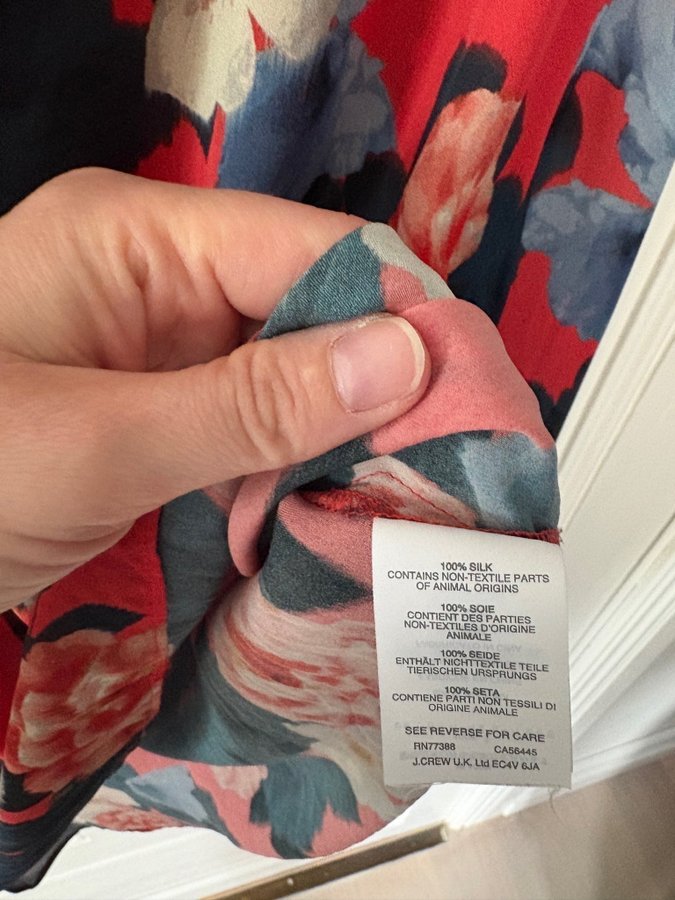 100% SILK
CONTAINS NON-TEXTILE PARTS
OF ANIMAL ORIGINS
100% SOIE
CONTIENT DES PARTIES
NON-TEXTILES D'ORIGINE
ANIMALE
100% SEIDE
ENTHÄLT NICHTTEXTILE TEILE
TIERISCHEN URSPRUNGS
100% SETA
CONTIENE PARTI NON TESSILI DI
ORIGINE ANIMALE
SEE REVERSE FOR CARE
RN77388 CA56445
J.CREW U.K. Ltd EC4V 6JA